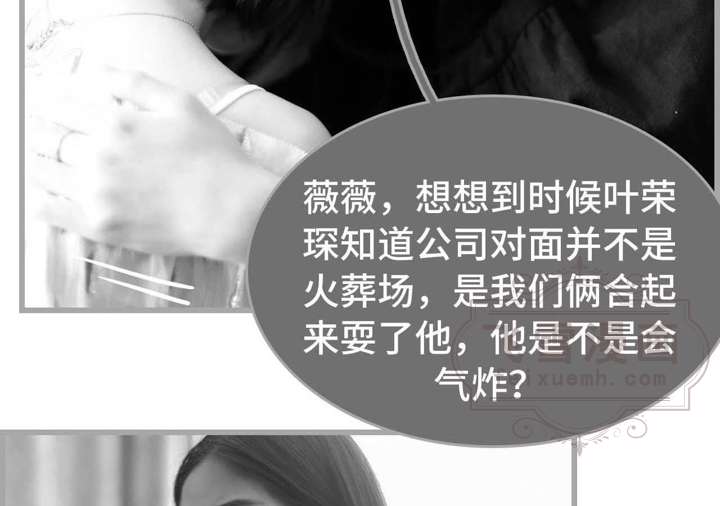 薇薇，想想到时候叶荣
琛知道公司对面并不是
火葬场，是我们俩合起
来耍了他，他是不是会
气炸？